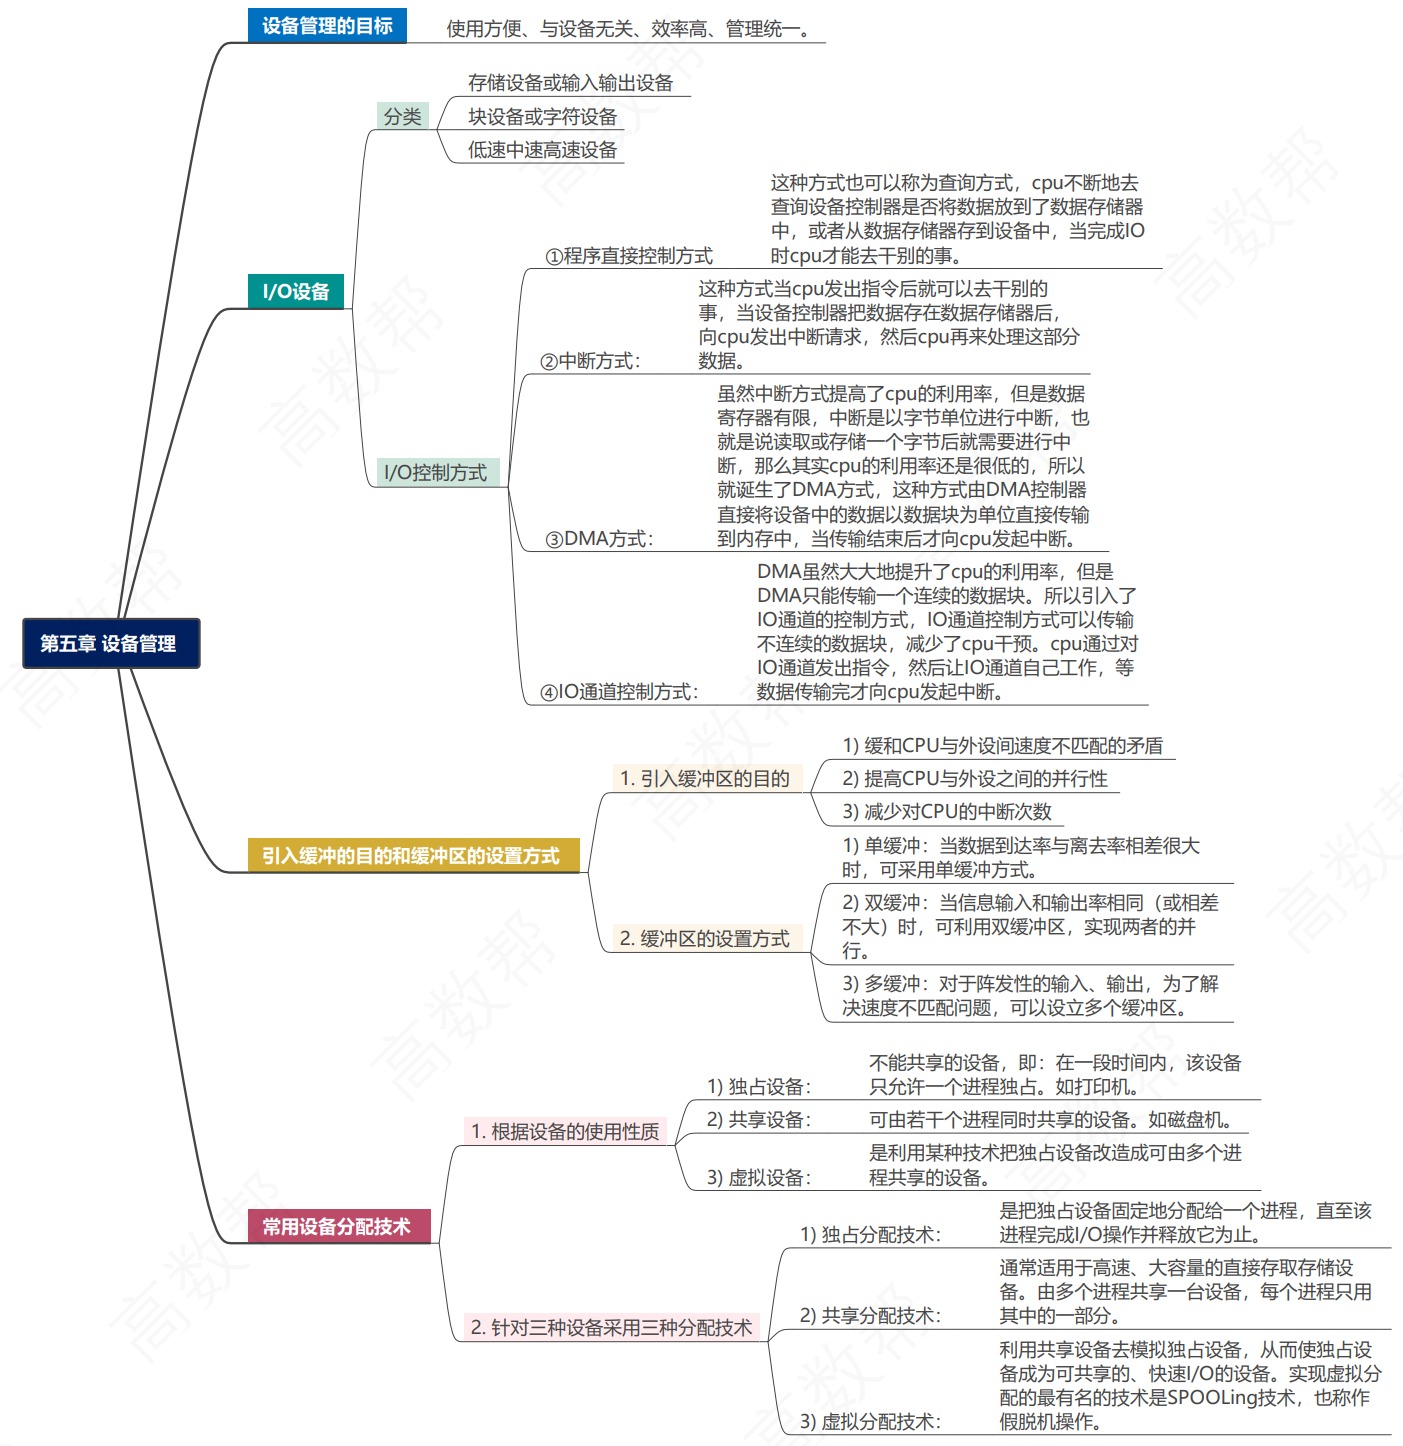 设备管理的目标
使用方便、与设备无关、效率高、管理统一。
存储设备或输入输出设备
分类
块设备或字符设备
低速中速高速设备
这种方式也可以称为查询方式，cpu不断地去
查询设备控制器是否将数据放到了数据存储器
中，或者从数据存储器存到设备中，当完成IO
时cpu才能去干别的事。
①程序直接控制方式
I/O设备
这种方式当cpu发出指令后就可以去干别的
事，当设备控制器把数据存在数据存储器后，
向cpu发出中断请求，然后cpu再来处理这部分
数据。
②中断方式：
虽然中断方式提高了cpu的利用率，但是数据
寄存器有限，中断是以字节单位进行中断，也
就是说读取或存储一个字节后就需要进行中
断，那么其实cpu的利用率还是很低的，所以
就诞生了DMA方式，这种方式由DMA控制器
直接将设备中的数据以数据块为单位直接传输
到内存中，当传输结束后才向cpu发起中断。
I/O控制方式
③DMA方式：
DMA虽然大大地提升了cpu的利用率，但是
DMA只能传输一个连续的数据块。所以引入了
IO通道的控制方式，IO通道控制方式可以传输
不连续的数据块，减少了cpu干预。cpu通过对
IO通道发出指令，然后让IO通道自己工作，等
数据传输完才向cpu发起中断。
④IO通道控制方式：
第五章 设备管理
1) 缓和CPU与外设间速度不匹配的矛盾
1. 引入缓冲区的目的
2) 提高CPU与外设之间的并行性
3) 减少对CPU的中断次数
引入缓冲的目的和缓冲区的设置方式
1) 单缓冲：当数据到达率与离去率相差很大
时，可采用单缓冲方式。
2) 双缓冲：当信息输入和输出率相同（或相差
不大）时，可利用双缓冲区，实现两者的并
行。
2. 缓冲区的设置方式
3) 多缓冲：对于阵发性的输入、输出，为了解
决速度不匹配问题，可以设立多个缓冲区。
不能共享的设备，即：在一段时间内，该设备
只允许一个进程独占。如打印机。
1) 独占设备：
2) 共享设备：
可由若干个进程同时共享的设备。如磁盘机。
1. 根据设备的使用性质
是利用某种技术把独占设备改造成可由多个进
程共享的设备。
3) 虚拟设备：
常用设备分配技术
是把独占设备固定地分配给一个进程，直至该
进程完成I/O操作并释放它为止。
1) 独占分配技术：
通常适用于高速、大容量的直接存取存储设
备。由多个进程共享一台设备，每个进程只用
其中的一部分。
2) 共享分配技术：
2. 针对三种设备采用三种分配技术
利用共享设备去模拟独占设备，从而使独占设
备成为可共享的、快速I/O的设备。实现虚拟分
配的最有名的技术是SPOOLing技术，也称作
假脱机操作。
3) 虚拟分配技术：
高数帮
高数帮
高数帮
高数帮
高数帮
高数帮
高数帮
高数帮
高数帮
高数帮